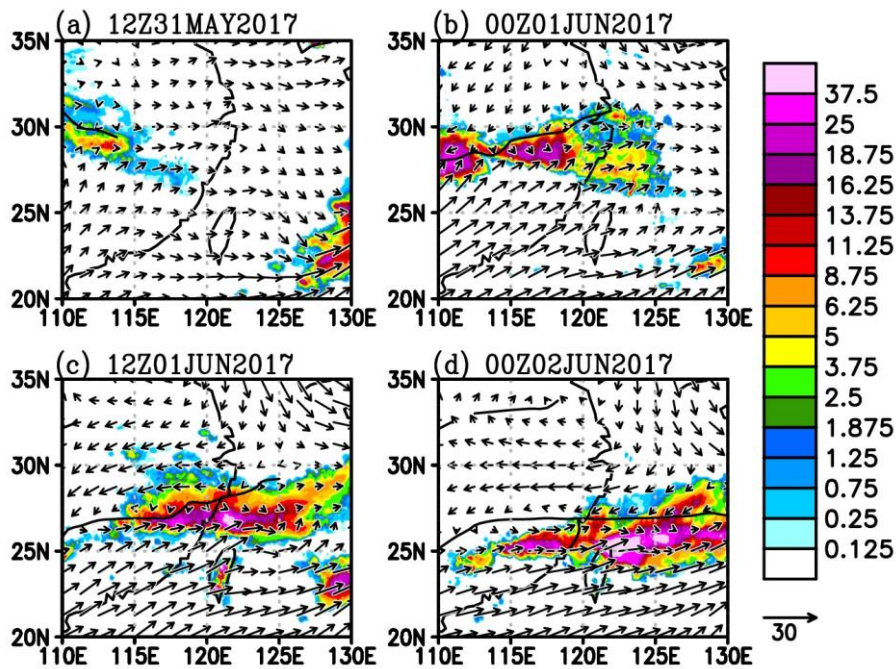 (a) 12Z31MAY2017
35N
30N
25N
20N
110E 115E 120E 125E 130E
(b) 00Z01JUN2017
35N
30N
25N
20N
110E 115E 120E 125E 130E
(c) 12Z01JUN2017
35N
30N
25N
20N
110E 115E 120E 125E 130E
(d) 00Z02JUN2017
35N
30N
25N
20N
110E 115E 120E 125E 130E
37.5
25
18.75
16.25
13.75
11.25
8.75
6.25
5
3.75
2.5
1.875
1.25
0.75
0.25
0.125
30